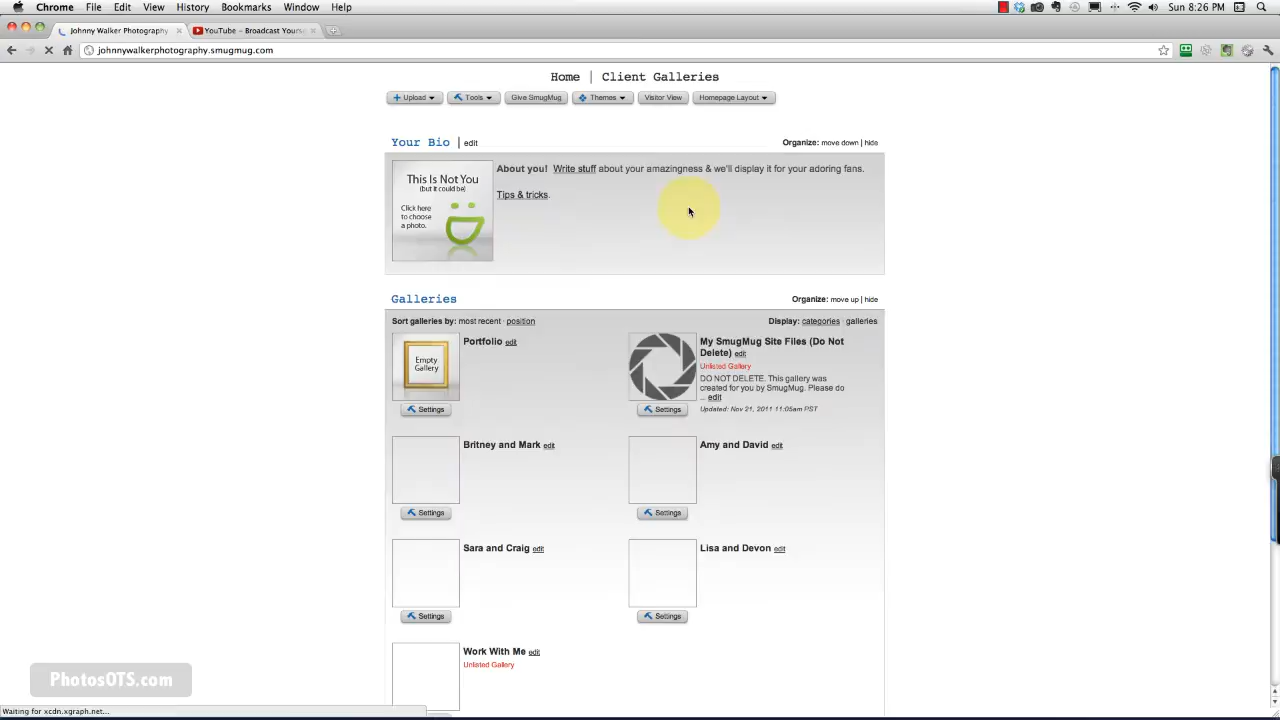 Chrome File Edit View History Bookmarks Window Help Sun 8:26 PM
Johnny Walker Photography YouTube – Broadcast Yourse
johnnywalkerphotography.smugmug.com
Home | Client Galleries
Upload Tools Give SmugMug Themes Visitor View Homepage Layout
Your Bio | edit Organize: move down | hide
This Is Not You
(but it could be)
Click here
to choose
a photo.
About you! Write stuff about your amazingness & we'll display it for your adoring fans.
Tips & tricks.
Galleries Organize: move up | hide
Sort galleries by: most recent · position Display: categories · galleries
Empty
Gallery
Portfolio edit
Settings
My SmugMug Site Files (Do Not
Delete) edit
Unlisted Gallery
DO NOT DELETE. This gallery was
created for you by SmugMug. Please do
... edit
Updated: Nov 21, 2011 11:05am PST
Settings
Britney and Mark edit
Settings
Amy and David edit
Settings
Sara and Craig edit
Settings
Lisa and Devon edit
Settings
Work With Me edit
Unlisted Gallery
PhotosOTS.com
Waiting for xcdn.xgraph.net...